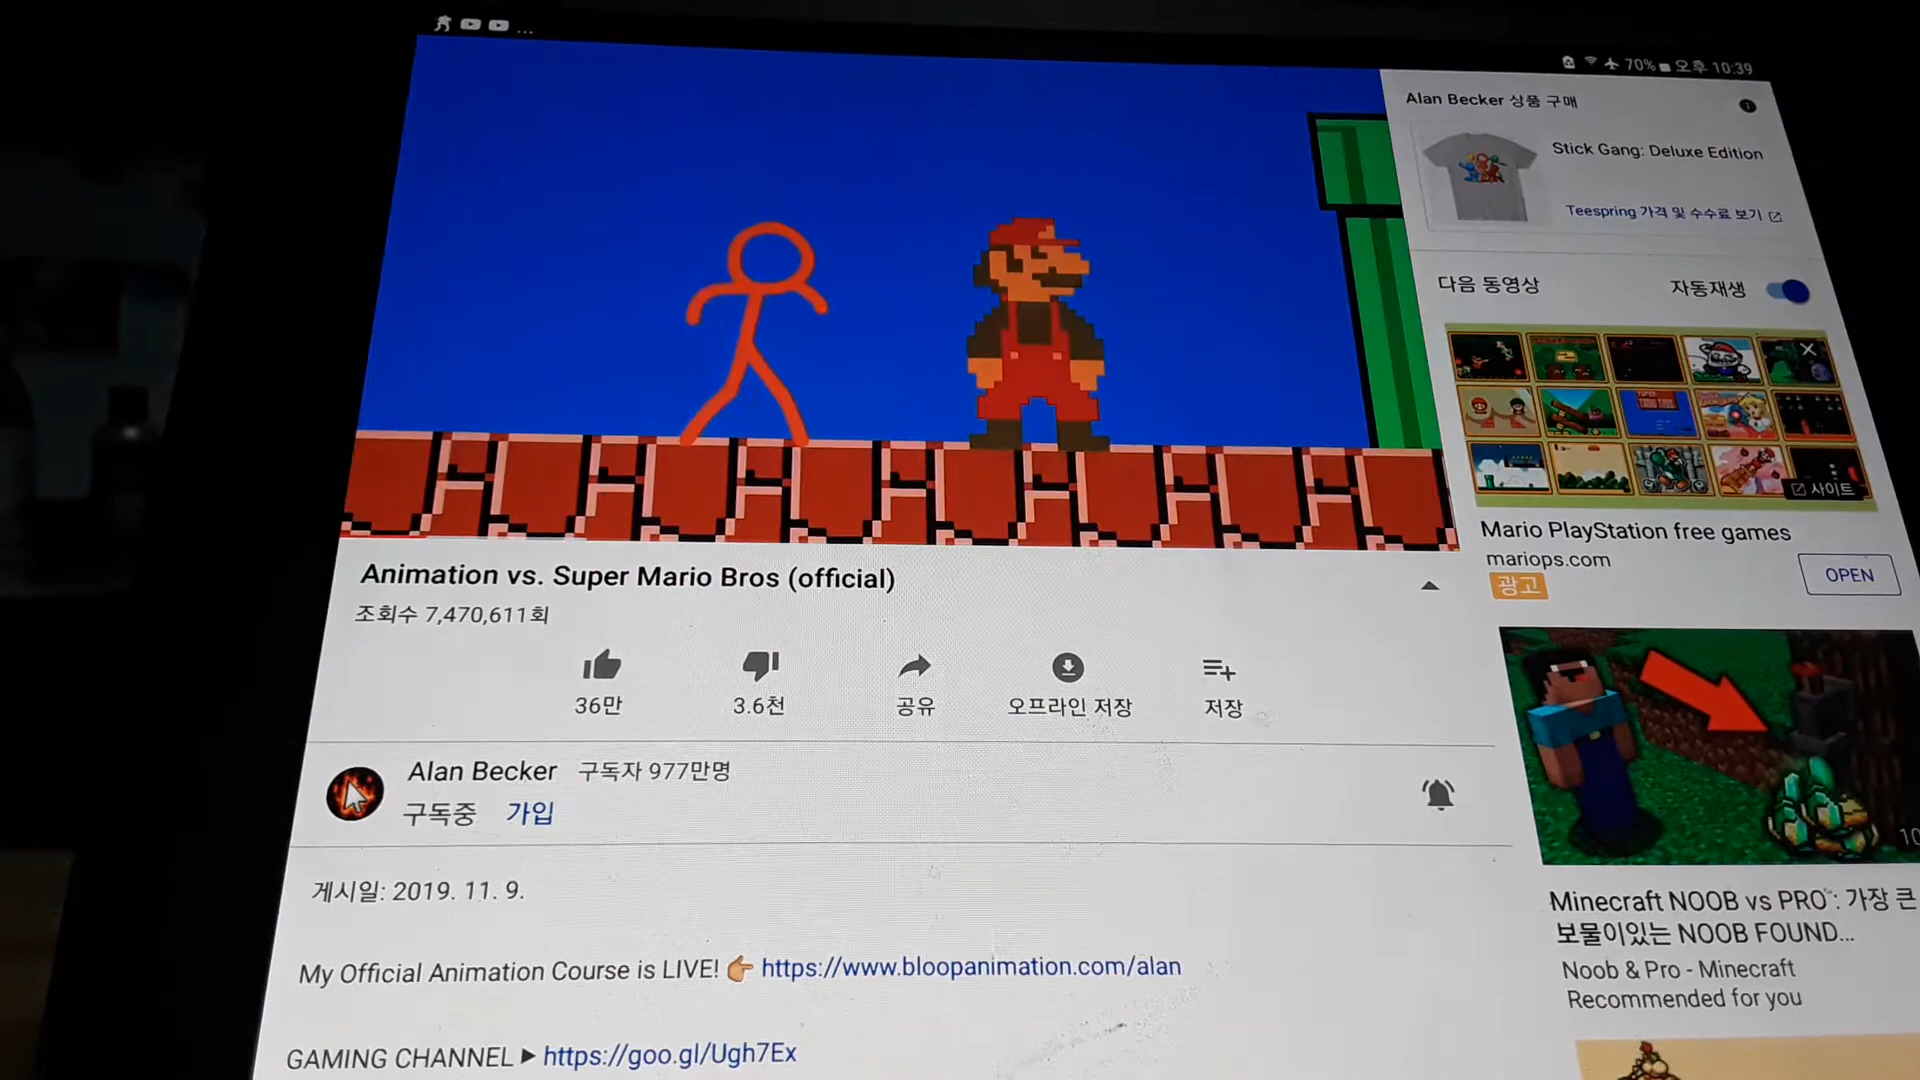 ...
70% 오후 10:39
Animation vs. Super Mario Bros (official)
조회수 7,470,611회
36만
3.6천
공유
오프라인 저장
저장
Alan Becker 구독자 977만명
구독중 가입
게시일: 2019. 11. 9.
My Official Animation Course is LIVE! 👉 https://www.bloopanimation.com/alan
GAMING CHANNEL ▶ https://goo.gl/Ugh7Ex
Alan Becker 상품 구매
Stick Gang: Deluxe Edition
Teespring 가격 및 수수료 보기
다음 동영상 자동재생
사이트
Mario PlayStation free games
mariops.com
광고
OPEN
10
Minecraft NOOB vs PRO : 가장 큰
보물이있는 NOOB FOUND...
Noob & Pro - Minecraft
Recommended for you